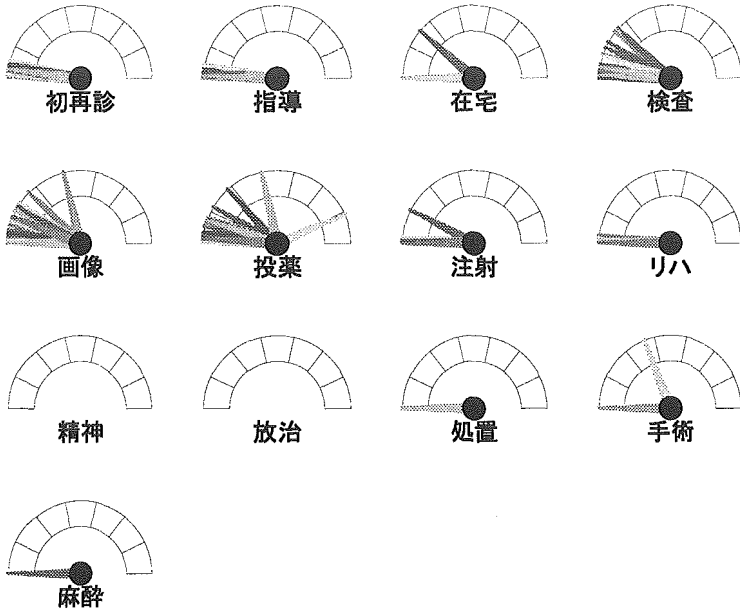 初再診
指導
在宅
検査
画像
投薬
注射
リハ
精神
放治
処置
手術
麻酔